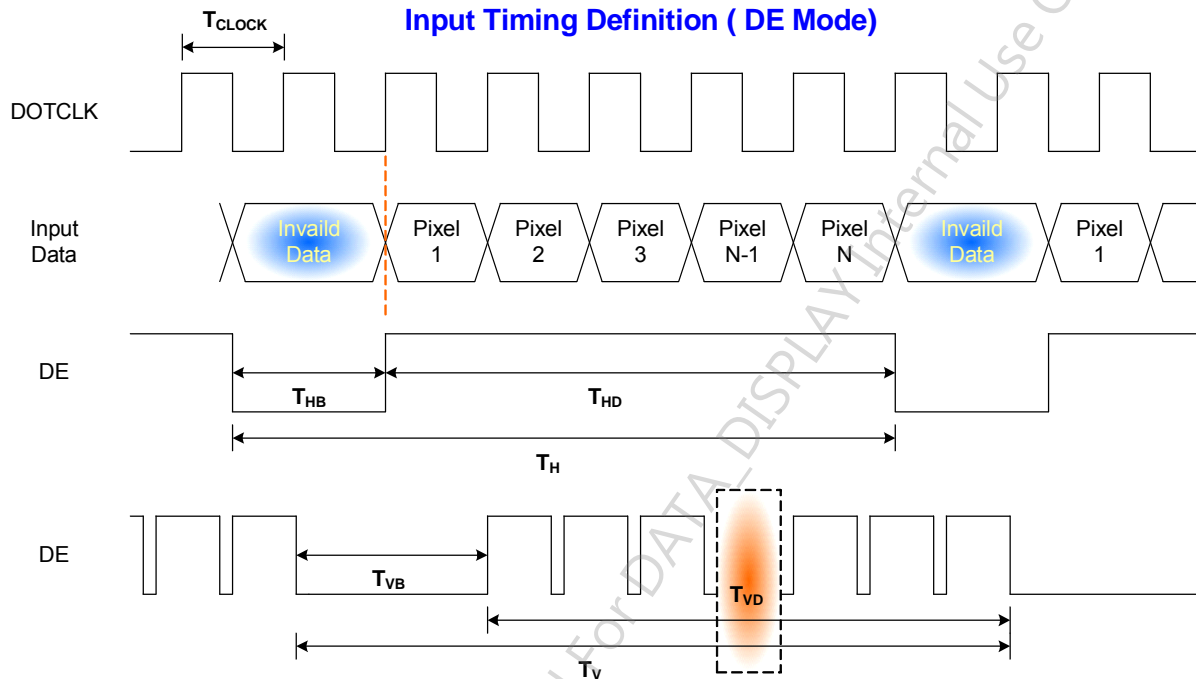 Input Timing Definition ( DE Mode)
TCLOCK
DOTCLK
Input
Data
Invaild
Data
Pixel
1
Pixel
2
Pixel
3
Pixel
N-1
Pixel
N
Invaild
Data
Pixel
1
DE
THB
THD
TH
DE
TVB
TVD
TV
For DATA_DISPLAY Internal Use